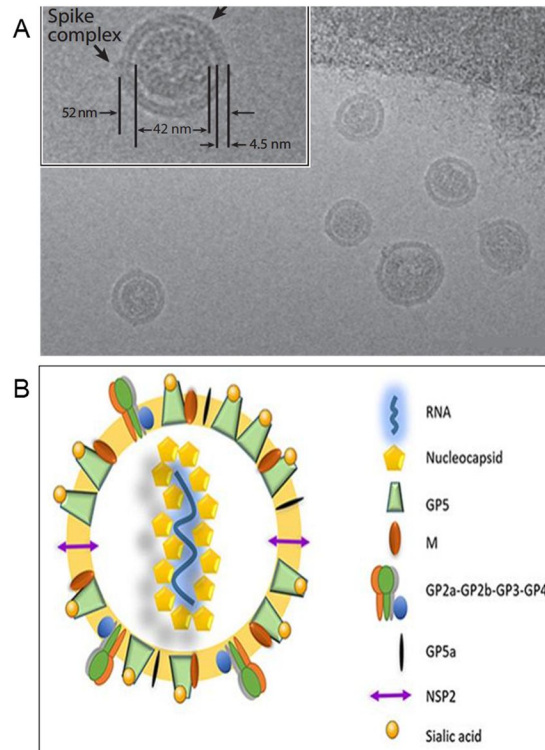 A
Spike
complex
52 nm
42 nm
4.5 nm
B
RNA
Nucleocapsid
GP5
M
GP2a-GP2b-GP3-GP4
GP5a
NSP2
Sialic acid